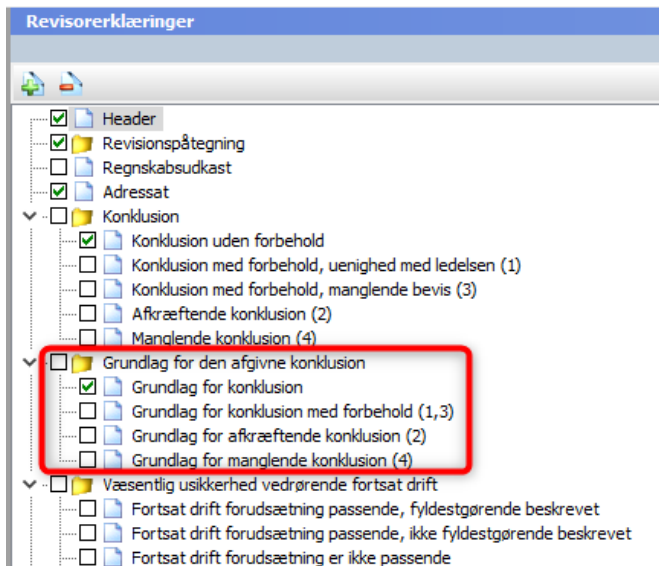 Revisorerklæringer
Header
Revisionspåtegning
Regnskabsudkast
Adressat
Konklusion
Konklusion uden forbehold
Konklusion med forbehold, uenighed med ledelsen (1)
Konklusion med forbehold, manglende bevis (3)
Afkræftende konklusion (2)
Manglende konklusion (4)
Grundlag for den afgivne konklusion
Grundlag for konklusion
Grundlag for konklusion med forbehold (1,3)
Grundlag for afkræftende konklusion (2)
Grundlag for manglende konklusion (4)
Væsentlig usikkerhed vedrørende fortsat drift
Fortsat drift forudsætning passende, fyldestgørende beskrevet
Fortsat drift forudsætning passende, ikke fyldestgørende beskrevet
Fortsat drift forudsætning er ikke passende